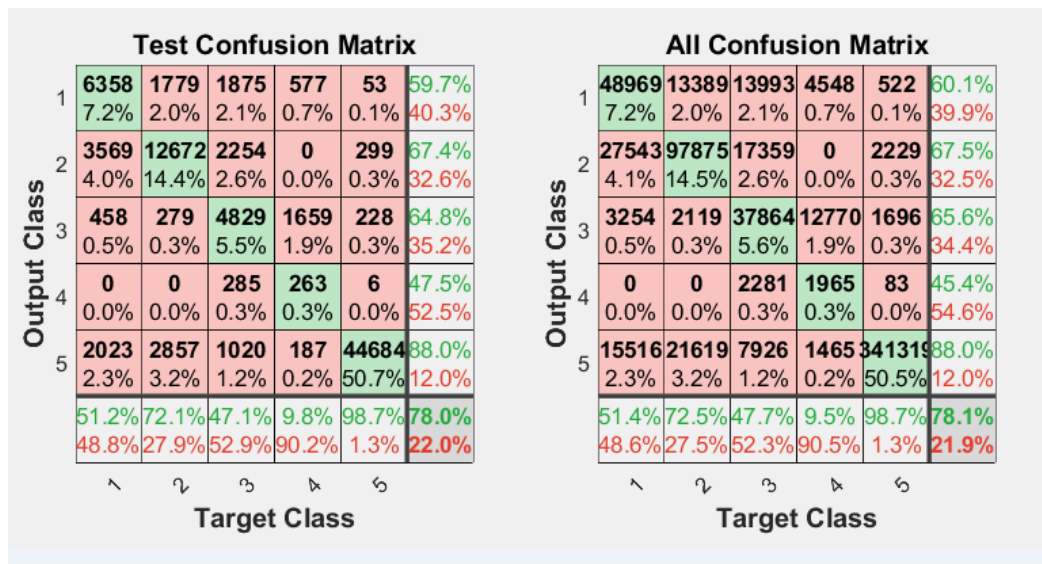 Test Confusion Matrix
1 6358 1779 1875 577 53 59.7%
7.2% 2.0% 2.1% 0.7% 0.1% 40.3%
2 3569 12672 2254 0 299 67.4%
4.0% 14.4% 2.6% 0.0% 0.3% 32.6%
3 458 279 4829 1659 228 64.8%
0.5% 0.3% 5.5% 1.9% 0.3% 35.2%
4 0 0 285 263 6 47.5%
0.0% 0.0% 0.3% 0.3% 0.0% 52.5%
5 2023 2857 1020 187 44684 88.0%
2.3% 3.2% 1.2% 0.2% 50.7% 12.0%
51.2% 72.1% 47.1% 9.8% 98.7% 78.0%
48.8% 27.9% 52.9% 90.2% 1.3% 22.0%
1 2 3 4 5
Target Class
Output Class
All Confusion Matrix
1 48969 13389 13993 4548 522 60.1%
7.2% 2.0% 2.1% 0.7% 0.1% 39.9%
2 27543 97875 17359 0 2229 67.5%
4.1% 14.5% 2.6% 0.0% 0.3% 32.5%
3 3254 2119 37864 12770 1696 65.6%
0.5% 0.3% 5.6% 1.9% 0.3% 34.4%
4 0 0 2281 1965 83 45.4%
0.0% 0.0% 0.3% 0.3% 0.0% 54.6%
5 15516 21619 7926 1465 341319 88.0%
2.3% 3.2% 1.2% 0.2% 50.5% 12.0%
51.4% 72.5% 47.7% 9.5% 98.7% 78.1%
48.6% 27.5% 52.3% 90.5% 1.3% 21.9%
1 2 3 4 5
Target Class
Output Class